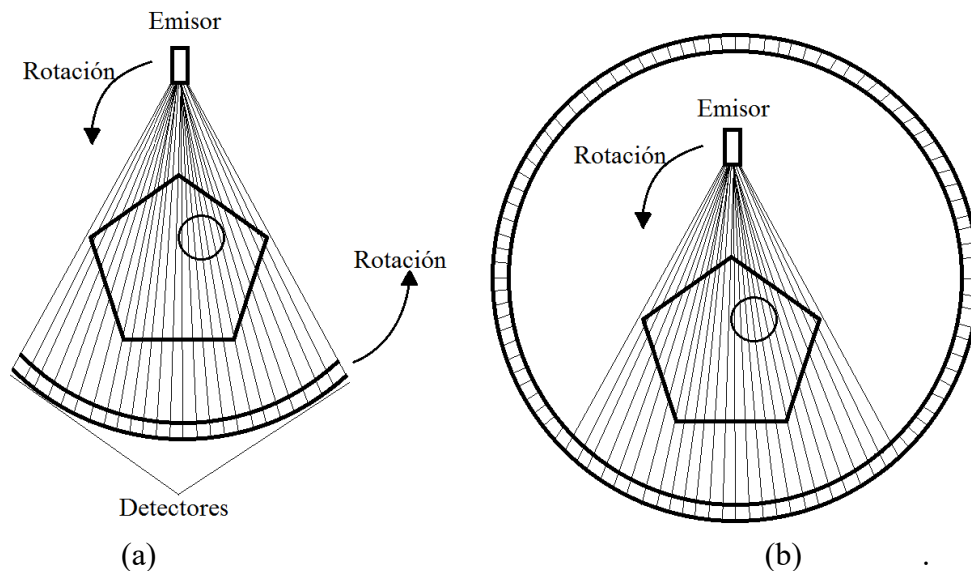 Emisor
Rotación
Rotación
Detectores
(a)
Emisor
Rotación
(b)
.